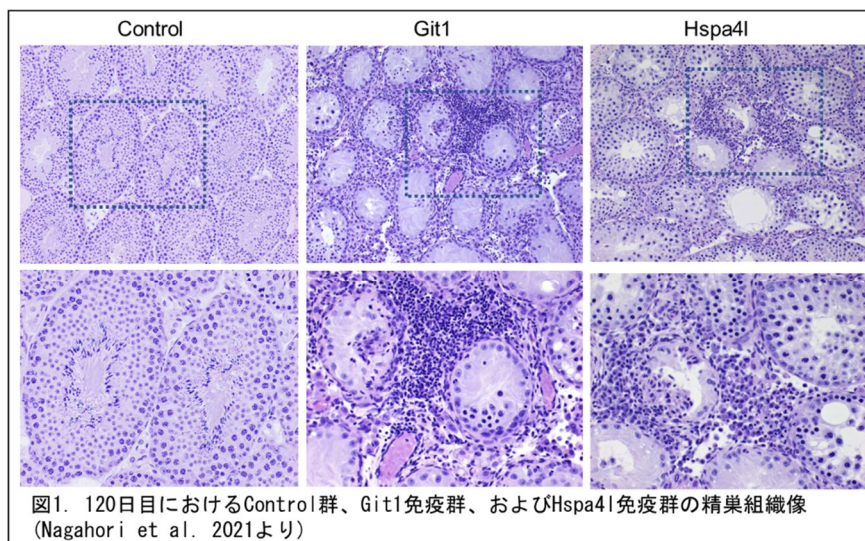 Control
Git1
Hspa4l
図1. 120日目におけるControl群、Git1免疫群、およびHspa4l免疫群の精巣組織像
(Nagahori et al. 2021より)